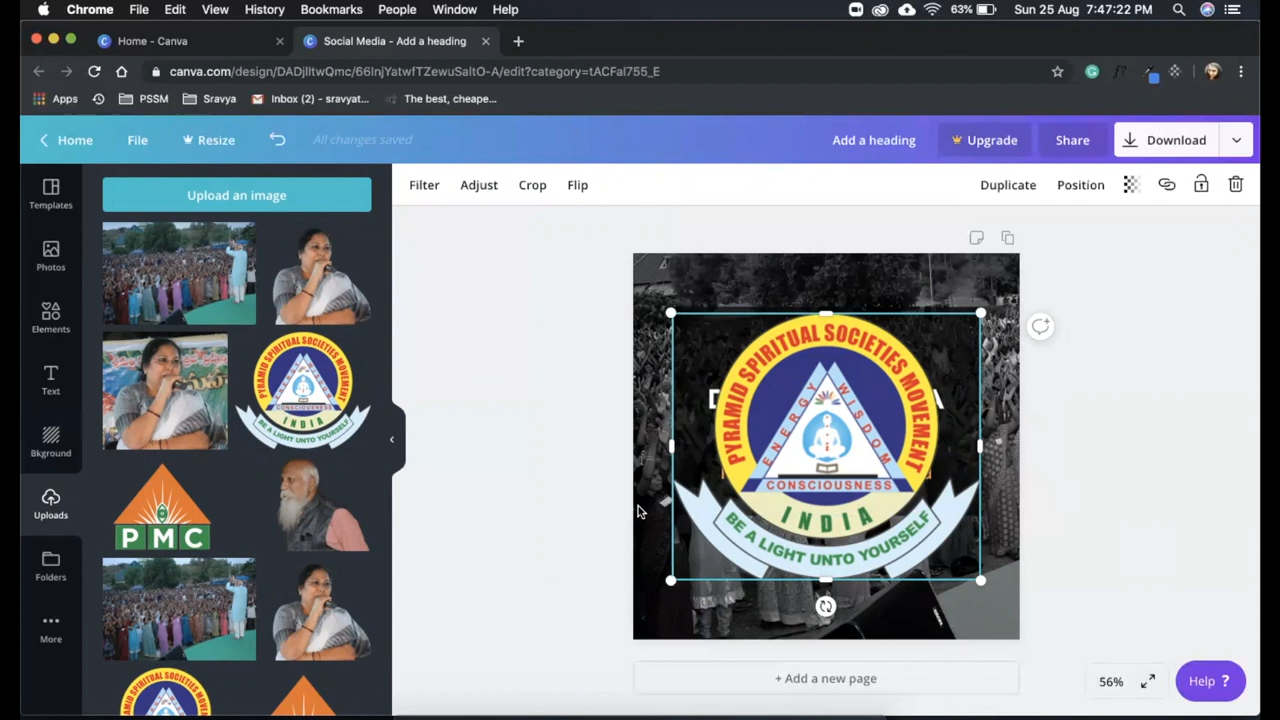 Chrome File Edit View History Bookmarks People Window Help 63% Sun 25 Aug 7:47:22 PM
Home - Canva Social Media - Add a heading
canva.com/design/DADjlltwQmc/66lnjYatwfTZewuSaltO-A/edit?category=tACFal755_E
Apps PSSM Sravya Inbox (2) - sravyat... The best, cheape...
Home File Resize All changes saved Add a heading Upgrade Share Download
Templates
Photos
Elements
Text
Bkground
Uploads
Folders
More
Upload an image
PYRAMID SPIRITUAL SOCIETIES MOVEMENT
CONSCIOUSNESS
INDIA
BE A LIGHT UNTO YOURSELF
PMC
Filter Adjust Crop Flip Duplicate Position
PYRAMID SPIRITUAL SOCIETIES MOVEMENT
ENERGY WISDOM
CONSCIOUSNESS
INDIA
BE A LIGHT UNTO YOURSELF
+ Add a new page
56% Help ?